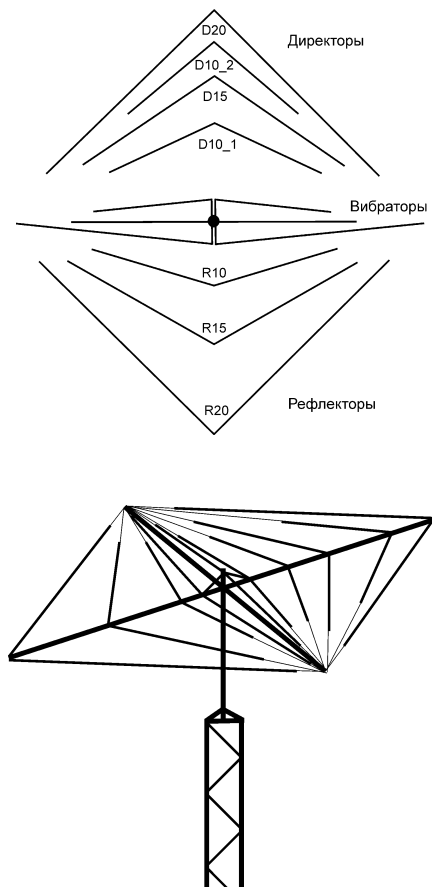 D20
Директоры
D10_2
D15
D10_1
Вибраторы
R10
R15
R20
Рефлекторы